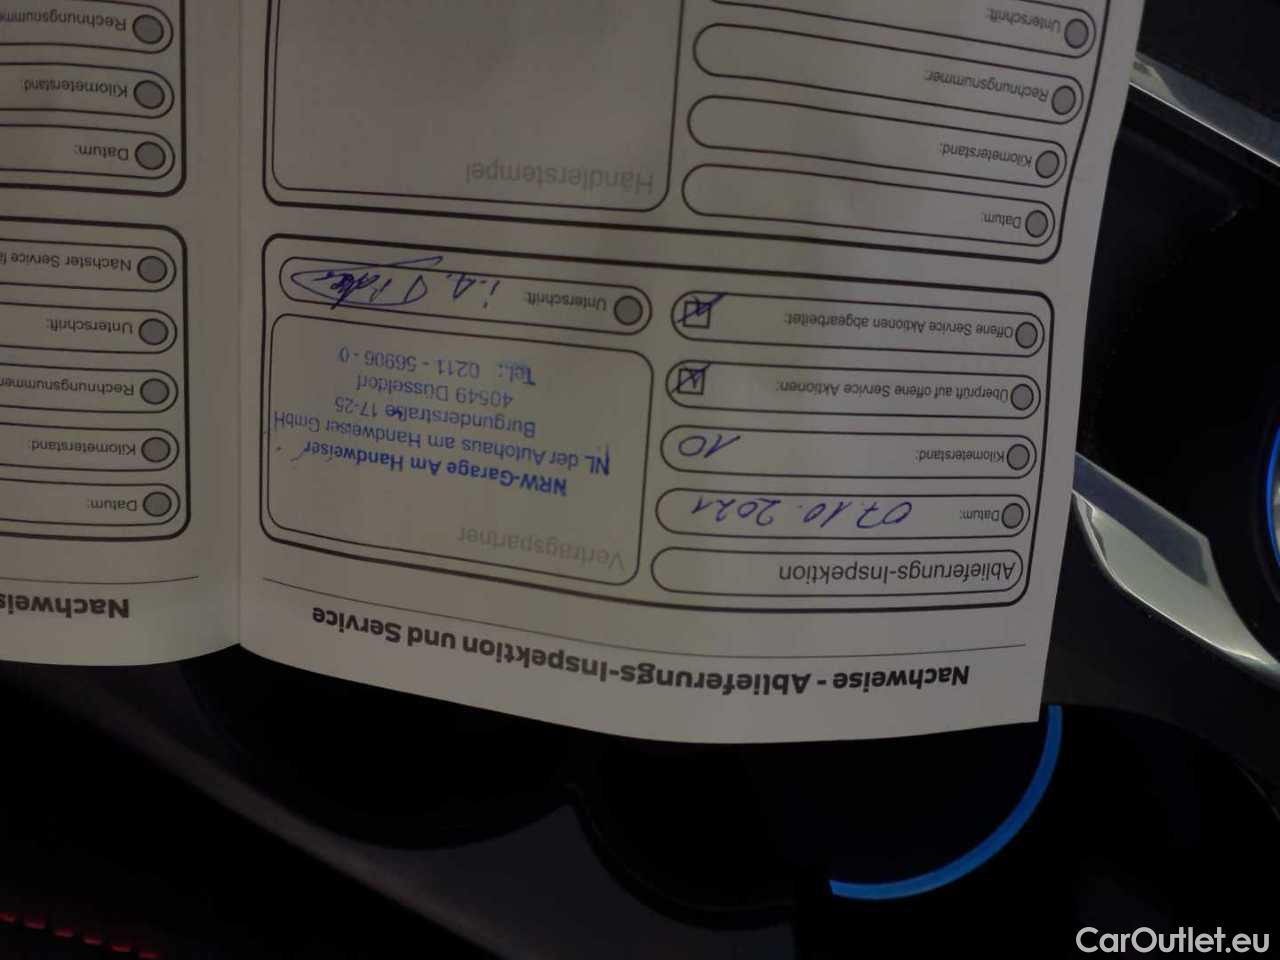 Nachweise - Ablieferungs-Inspektion und Service
Ablieferungs-Inspektion
Datum: 07.10.2021
Kilometerstand: 10
Überprüft auf offene Service Aktionen:
Offene Service Aktionen abgearbeitet:
Vertragspartner
NRW-Garage Am Handweiser
NL der Autohaus am Handweiser GmbH
Burgunderstraße 17-25
40549 Düsseldorf
Tel.: 0211 - 56906 - 0
Unterschrift: i.A.
Datum:
Kilometerstand:
Rechnungsnummer:
Unterschrift:
Händlerstempel
Nachweis
Datum:
Kilometerstand:
Rechnungsnummer
Unterschrift:
Nächster Service fä
Datum:
Kilometerstand:
Rechnungsnumme
CarOutlet.eu